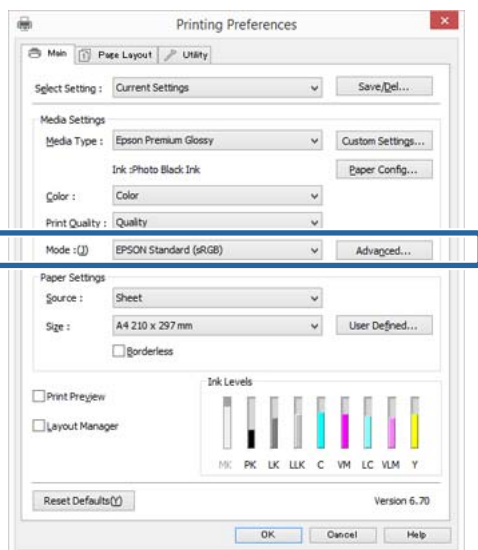 Printing Preferences
Main Page Layout Utility
Select Setting : Current Settings Save/Del...
Media Settings
Media Type : Epson Premium Glossy Custom Settings...
Ink :Photo Black Ink Paper Config...
Color : Color
Print Quality : Quality
Mode :(J) EPSON Standard (sRGB) Advanced...
Paper Settings
Source : Sheet
Size : A4 210 x 297 mm User Defined...
Borderless
Ink Levels
Print Preview
Layout Manager
MK PK LK LLK C VM LC VLM Y
Reset Defaults(Y) Version 6.70
OK Cancel Help